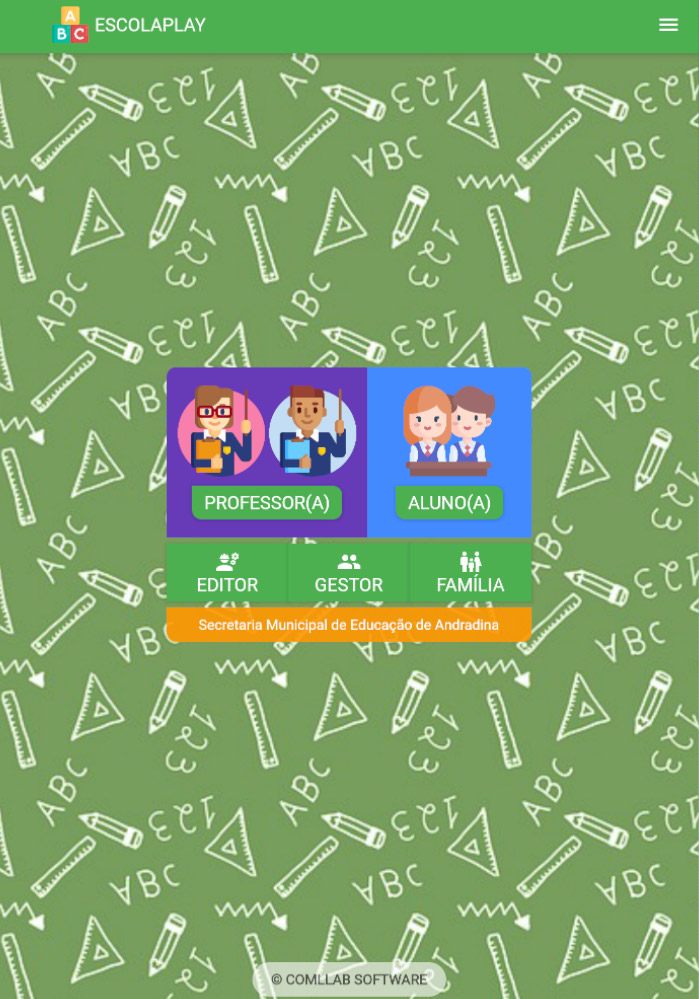 A
B C
ESCOLAPLAY
PROFESSOR(A)
ALUNO(A)
EDITOR
GESTOR
FAMÍLIA
Secretaria Municipal de Educação de Andradina
© COMLLAB SOFTWARE